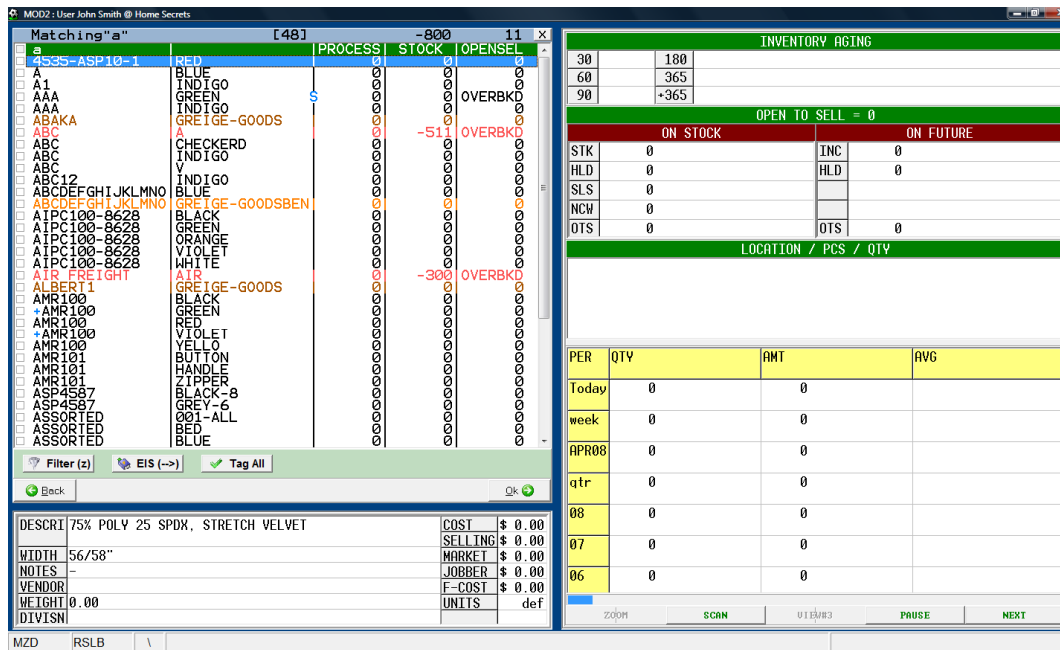 MOD2 : User John Smith @ Home Secrets
Matching"a" [48] -800 11 X
a |PROCESS| STOCK |OPENSEL
4535-ASP10-1 RED 0 0 0
A BLUE 0 0 0
A1 INDIGO 0 0 0
AAA GREEN S 0 0 OVERBKD
AAA INDIGO 0 0 0
ABAKA GREIGE-GOODS 0 0 0
ABC A 0 -511 OVERBKD
ABC CHECKERD 0 0 0
ABC INDIGO 0 0 0
ABC V 0 0 0
ABC12 INDIGO 0 0 0
ABCDEFGHIJKLMNO BLUE 0 0 0
ABCDEFGHIJKLMNO GREIGE-GOODSBEN 0 0 0
AIPC100-8628 BLACK 0 0 0
AIPC100-8628 GREEN 0 0 0
AIPC100-8628 ORANGE 0 0 0
AIPC100-8628 VIOLET 0 0 0
AIPC100-8628 WHITE 0 0 0
AIR FREIGHT AIR 0 -300 OVERBKD
ALBERT1 GREIGE-GOODS 0 0 0
AMR100 BLACK 0 0 0
+AMR100 GREEN 0 0 0
AMR100 RED 0 0 0
+AMR100 VIOLET 0 0 0
AMR100 YELLO 0 0 0
AMR101 BUTTON 0 0 0
AMR101 HANDLE 0 0 0
AMR101 ZIPPER 0 0 0
ASP4587 BLACK-8 0 0 0
ASP4587 GREY-6 0 0 0
ASSORTED 001-ALL 0 0 0
ASSORTED BED 0 0 0
ASSORTED BLUE 0 0 0
Filter (z) EIS (-->) Tag All
Back Ok
DESCRI 75% POLY 25 SPDX, STRETCH VELVET COST $ 0.00
SELLING $ 0.00
WIDTH 56/58" MARKET $ 0.00
NOTES - JOBBER $ 0.00
VENDOR F-COST $ 0.00
WEIGHT 0.00 UNITS def
DIVISN
INVENTORY AGING
30 180
60 365
90 +365
OPEN TO SELL = 0
ON STOCK ON FUTURE
STK 0 INC 0
HLD 0 HLD 0
SLS 0
NCW 0
OTS 0 OTS 0
LOCATION / PCS / QTY
PER QTY AMT AVG
Today 0 0
week 0 0
APR08 0 0
qtr 0 0
08 0 0
07 0 0
06 0 0
ZOOM SCAN VIEW#3 PAUSE NEXT
MZD RSLB \